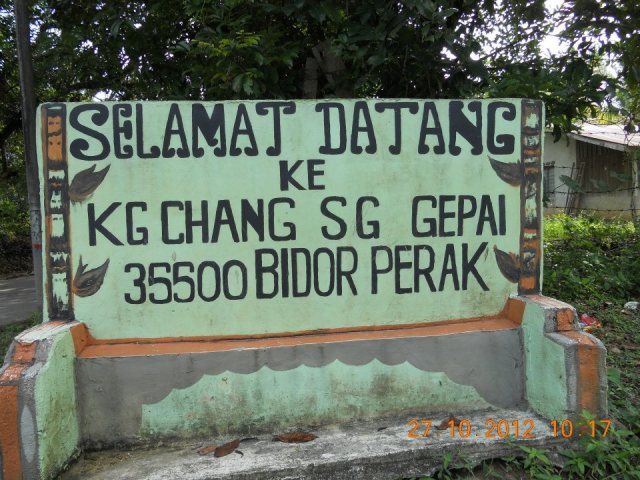 SELAMAT DATANG
KE
KG CHANG SG GEPAI
35500 BIDOR PERAK
27.10.2012 10:17